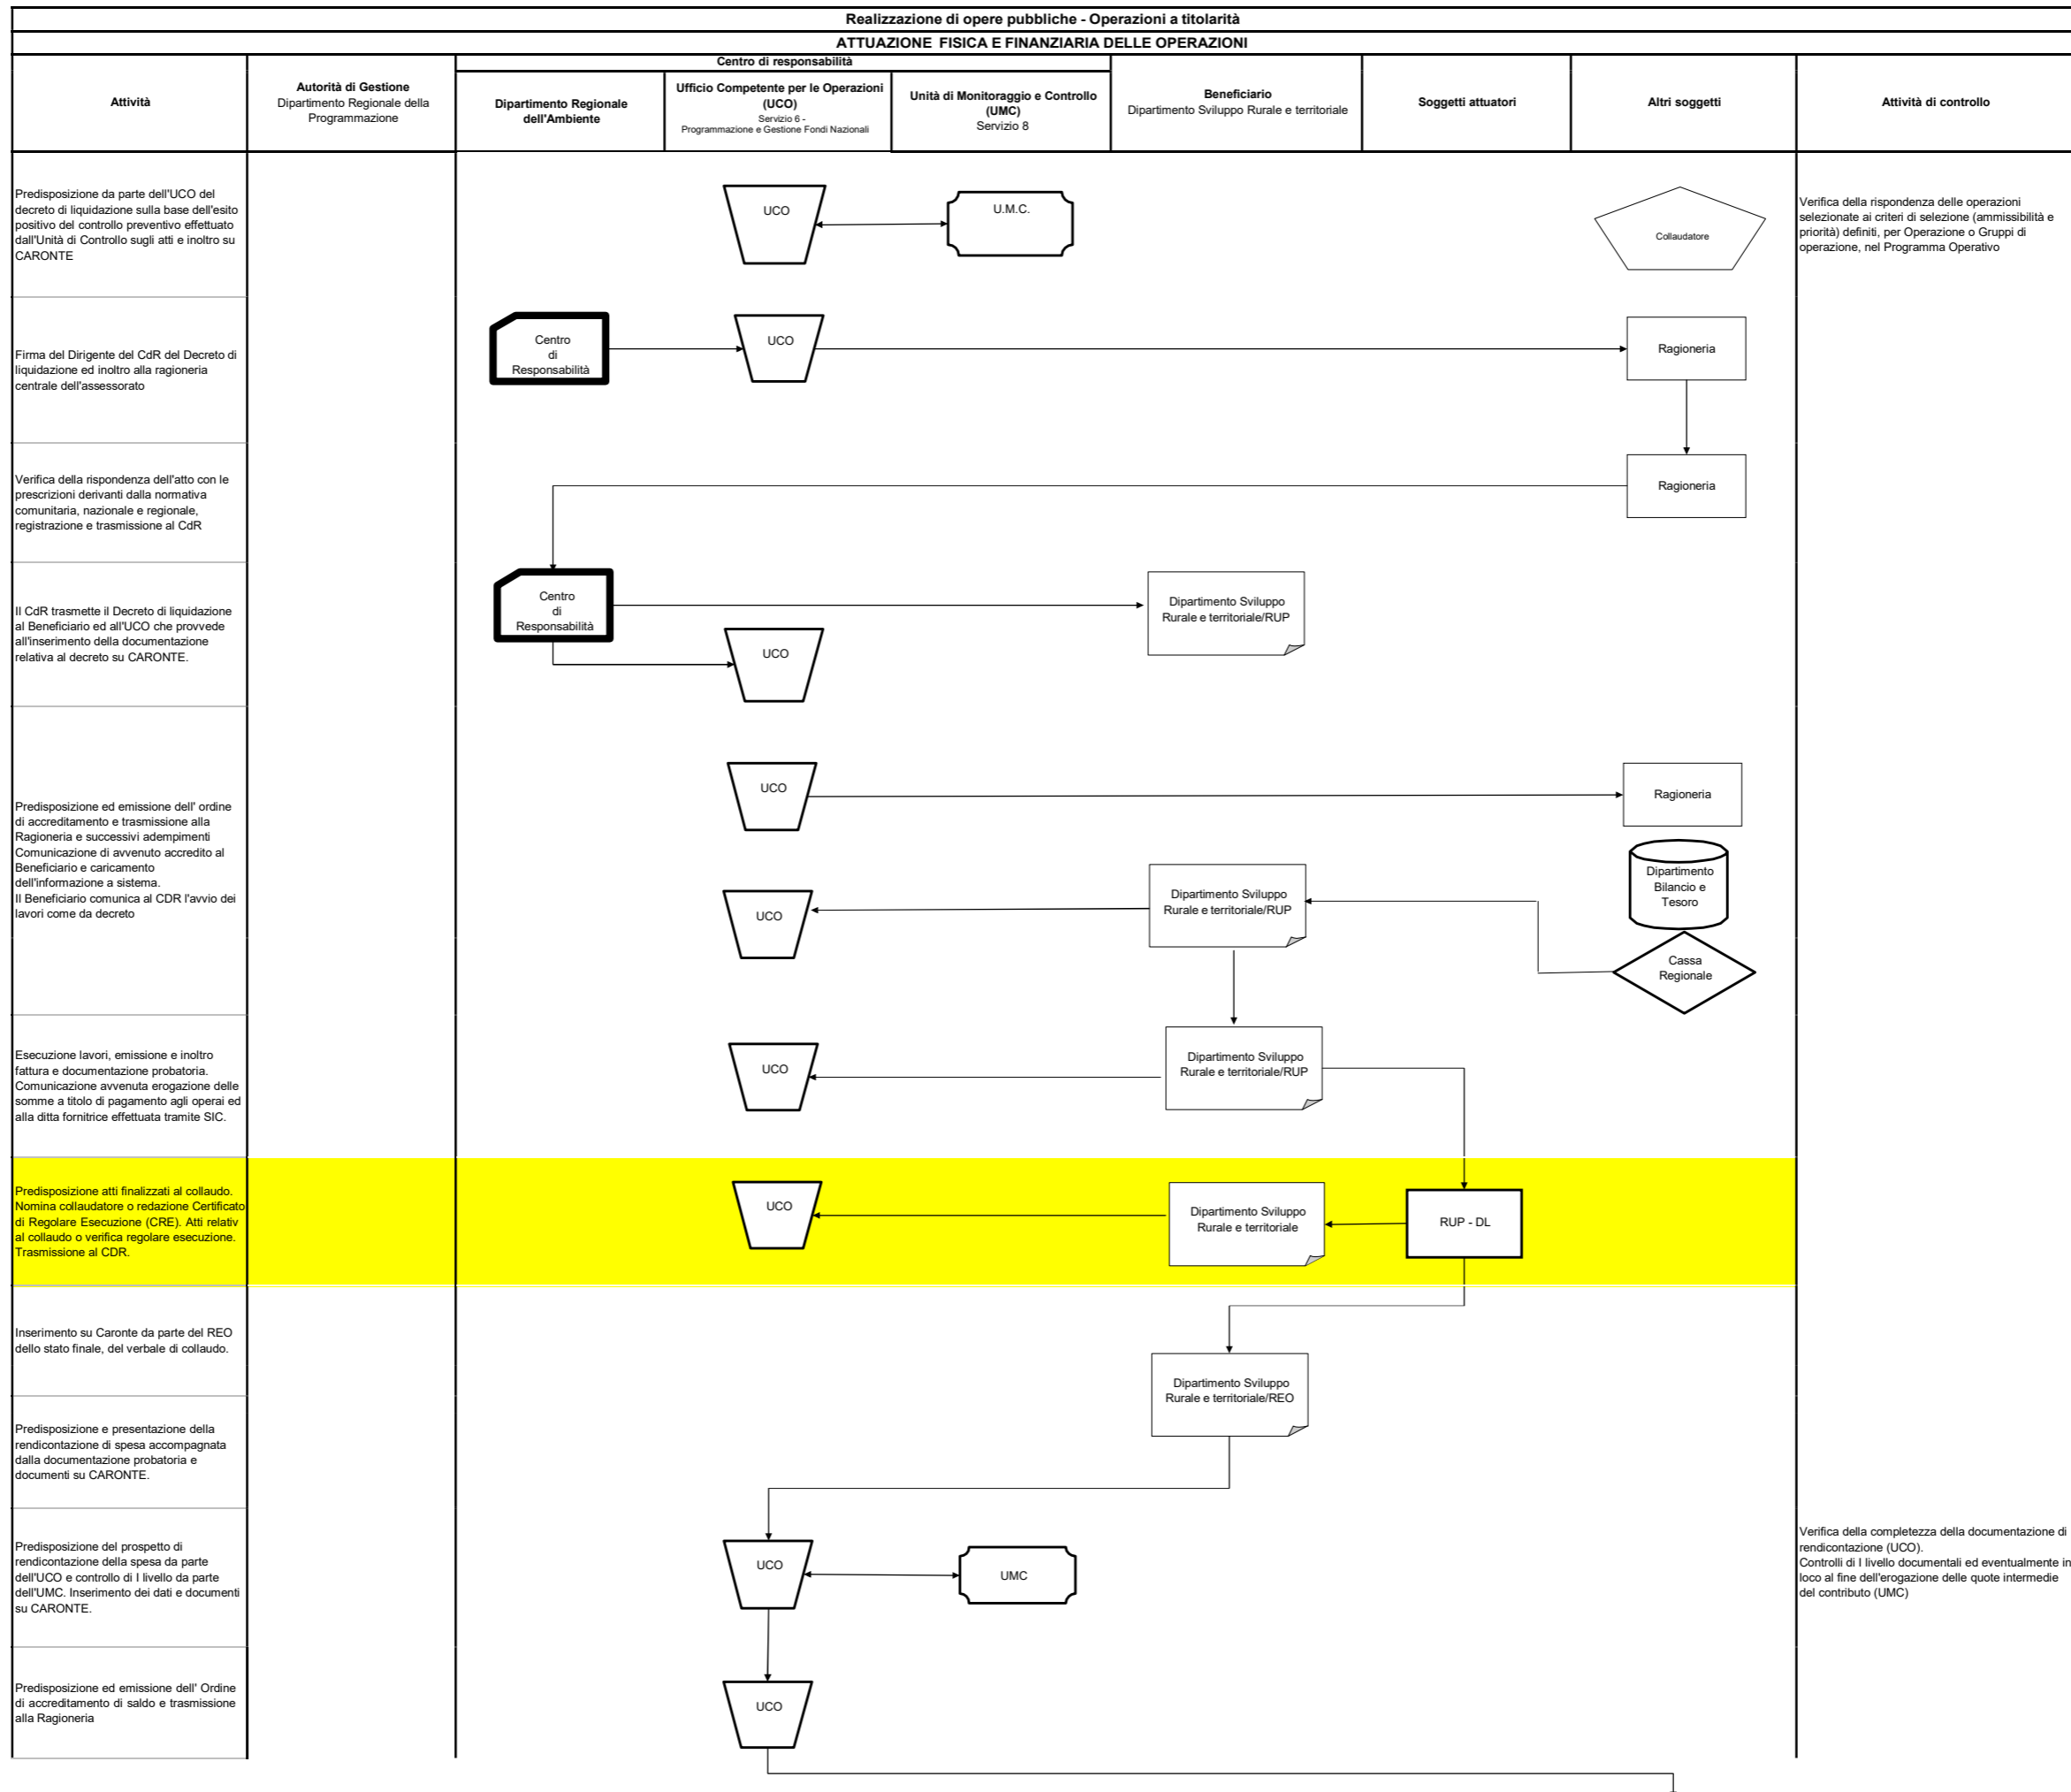 Realizzazione di opere pubbliche - Operazioni a titolarità
ATTUAZIONE FISICA E FINANZIARIA DELLE OPERAZIONI
Centro di responsabilità
Attività
Autorità di Gestione
Dipartimento Regionale della
Programmazione
Dipartimento Regionale
dell'Ambiente
Ufficio Competente per le Operazioni
(UCO)
Servizio 6 -
Programmazione e Gestione Fondi Nazionali
Unità di Monitoraggio e Controllo
(UMC)
Servizio 8
Beneficiario
Dipartimento Sviluppo Rurale e territoriale
Soggetti attuatori
Altri soggetti
Attività di controllo
Predisposizione da parte dell'UCO del
decreto di liquidazione sulla base dell'esito
positivo del controllo preventivo effettuato
dall'Unità di Controllo sugli atti e inoltro su
CARONTE
UCO
U.M.C.
Collaudatore
Verifica della rispondenza delle operazioni
selezionate ai criteri di selezione (ammissibilità e
priorità) definiti, per Operazione o Gruppi di
operazione, nel Programma Operativo
Firma del Dirigente del CdR del Decreto di
liquidazione ed inoltro alla ragioneria
centrale dell'assessorato
Centro
di
Responsabilità
UCO
Ragioneria
Verifica della rispondenza dell'atto con le
prescrizioni derivanti dalla normativa
comunitaria, nazionale e regionale,
registrazione e trasmissione al CdR
Ragioneria
Il CdR trasmette il Decreto di liquidazione
al Beneficiario ed all'UCO che provvede
all'inserimento della documentazione
relativa al decreto su CARONTE.
Centro
di
Responsabilità
UCO
Dipartimento Sviluppo
Rurale e territoriale/RUP
Predisposizione ed emissione dell' ordine
di accreditamento e trasmissione alla
Ragioneria e successivi adempimenti
Comunicazione di avvenuto accredito al
Beneficiario e caricamento
dell'informazione a sistema.
Il Beneficiario comunica al CDR l'avvio dei
lavori come da decreto
UCO
Ragioneria
UCO
Dipartimento Sviluppo
Rurale e territoriale/RUP
Dipartimento
Bilancio e
Tesoro
Cassa
Regionale
Esecuzione lavori, emissione e inoltro
fattura e documentazione probatoria.
Comunicazione avvenuta erogazione delle
somme a titolo di pagamento agli operai ed
alla ditta fornitrice effettuata tramite SIC.
UCO
Dipartimento Sviluppo
Rurale e territoriale/RUP
Predisposizione atti finalizzati al collaudo.
Nomina collaudatore o redazione Certificato
di Regolare Esecuzione (CRE). Atti relativ
al collaudo o verifica regolare esecuzione.
Trasmissione al CDR.
UCO
Dipartimento Sviluppo
Rurale e territoriale
RUP - DL
Inserimento su Caronte da parte del REO
dello stato finale, del verbale di collaudo.
Dipartimento Sviluppo
Rurale e territoriale/REO
Predisposizione e presentazione della
rendicontazione di spesa accompagnata
dalla documentazione probatoria e
documenti su CARONTE.
Predisposizione del prospetto di
rendicontazione della spesa da parte
dell'UCO e controllo di I livello da parte
dell'UMC. Inserimento dei dati e documenti
su CARONTE.
UCO
UMC
Verifica della completezza della documentazione di
rendicontazione (UCO).
Controlli di I livello documentali ed eventualmente in
loco al fine dell'erogazione delle quote intermedie
del contributo (UMC)
Predisposizione ed emissione dell' Ordine
di accreditamento di saldo e trasmissione
alla Ragioneria
UCO